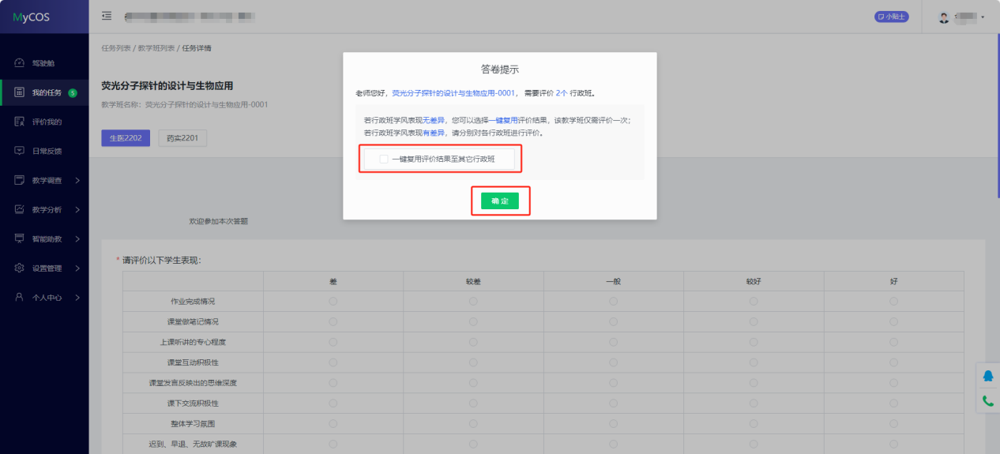 MyCOS
小贴士
驾驶舱
我的任务 5
评价我的
日常反馈
教学调查
教学分析
智能助教
设置管理
个人中心
任务列表 / 教学班列表 / 任务详情
荧光分子探针的设计与生物应用
教学班名称：荧光分子探针的设计与生物应用-0001
生医2202 药实2201
答卷提示
老师您好，荧光分子探针的设计与生物应用-0001， 需要评价 2个 行政班。
若行政班学风表现无差异，您可以选择一键复用评价结果，该教学班仅需评价一次；
若行政班学风表现有差异，请分别对各行政班进行评价。
一键复用评价结果至其它行政班
确 定
欢迎参加本次答题
* 请评价以下学生表现：
差 较差 一般 较好 好
作业完成情况
课堂做笔记情况
上课听讲的专心程度
课堂互动积极性
课堂发言反映出的思维深度
课下交流积极性
整体学习氛围
迟到、早退、无故旷课现象